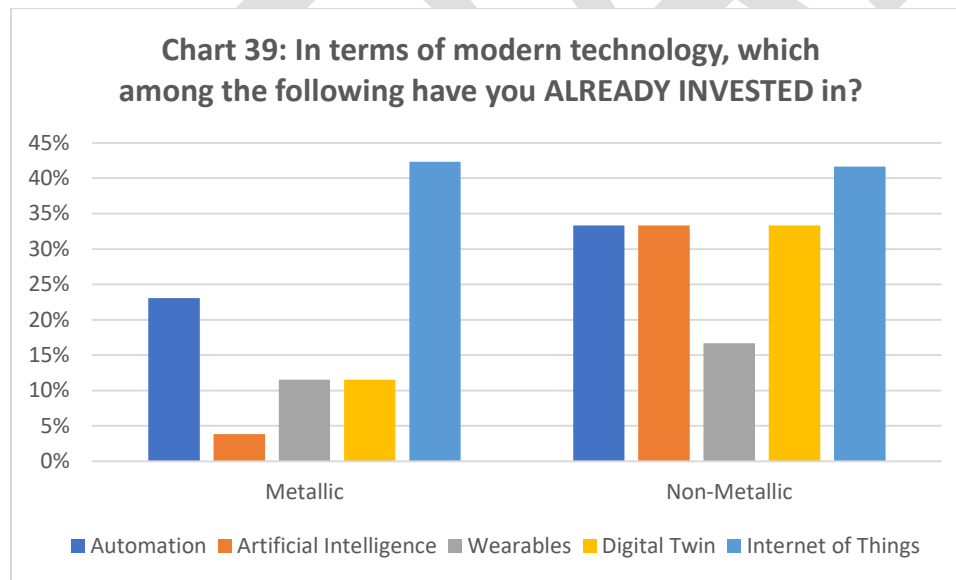 Chart 39: In terms of modern technology, which
among the following have you ALREADY INVESTED in?
45%
40%
35%
30%
25%
20%
15%
10%
5%
0%
Metallic Non-Metallic
Automation Artificial Intelligence Wearables Digital Twin Internet of Things